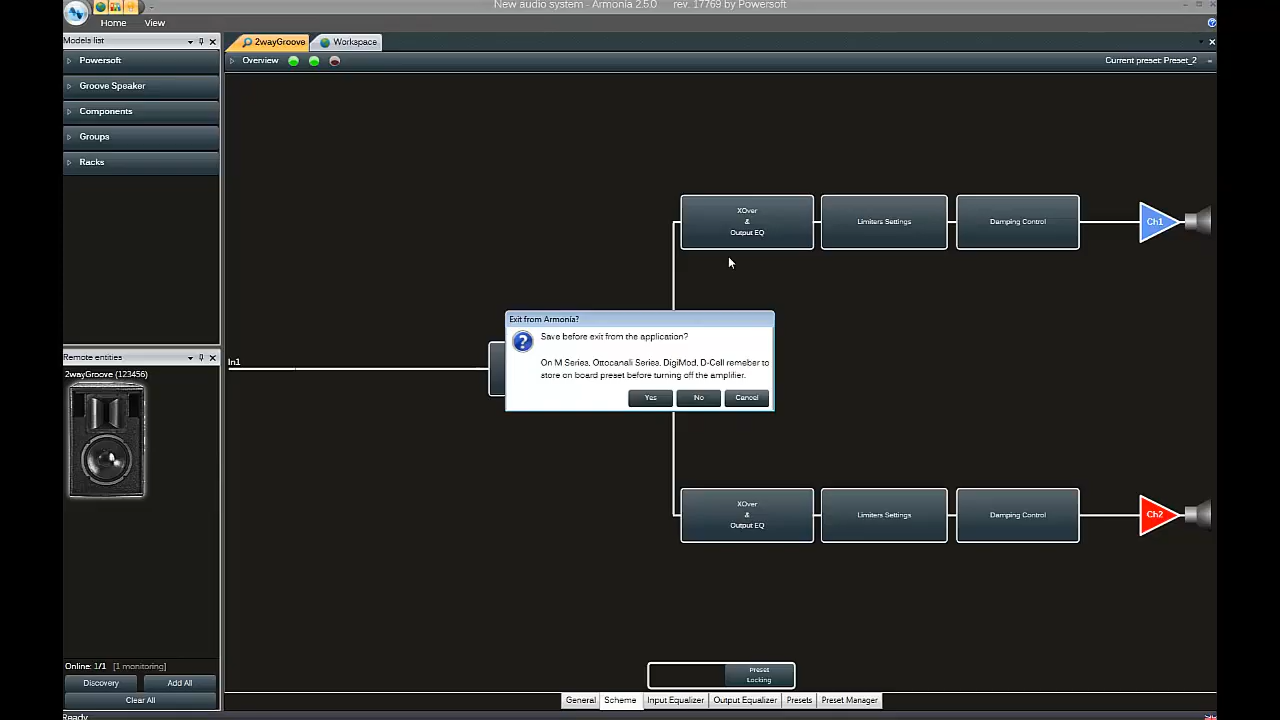 New audio system - Armonia 2.5.0    rev. 17769 by Powersoft
Home View
Models list
2wayGroove Workspace
Overview
Current preset: Preset_2
Powersoft
Groove Speaker
Components
Groups
Racks
XOver
&
Output EQ
Limiters Settings
Damping Control
Ch1
Exit from Armonia?
Save before exit from the application?
On M Series, Ottocanali Series, DigiMod, D-Cell remeber to
store on board preset before turning off the amplifier.
Yes No Cancel
In1
Remote entities
2wayGroove (123456)
XOver
&
Output EQ
Limiters Settings
Damping Control
Ch2
Online: 1/1 [1 monitoring]
Discovery Add All
Clear All
Preset
Locking
General Scheme Input Equalizer Output Equalizer Presets Preset Manager
Ready